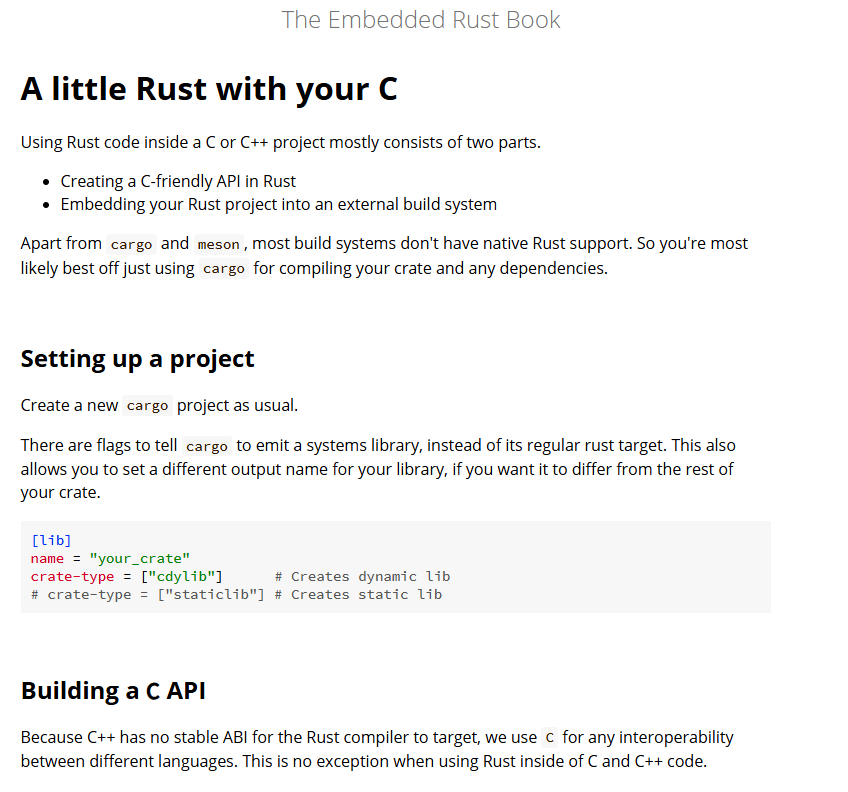 The Embedded Rust Book
A little Rust with your C
Using Rust code inside a C or C++ project mostly consists of two parts.
• Creating a C-friendly API in Rust
• Embedding your Rust project into an external build system
Apart from cargo and meson, most build systems don't have native Rust support. So you're most
likely best off just using cargo for compiling your crate and any dependencies.
Setting up a project
Create a new cargo project as usual.
There are flags to tell cargo to emit a systems library, instead of its regular rust target. This also
allows you to set a different output name for your library, if you want it to differ from the rest of
your crate.
[lib]
name = "your_crate"
crate-type = ["cdylib"]      # Creates dynamic lib
# crate-type = ["staticlib"] # Creates static lib
Building a C API
Because C++ has no stable ABI for the Rust compiler to target, we use C for any interoperability
between different languages. This is no exception when using Rust inside of C and C++ code.